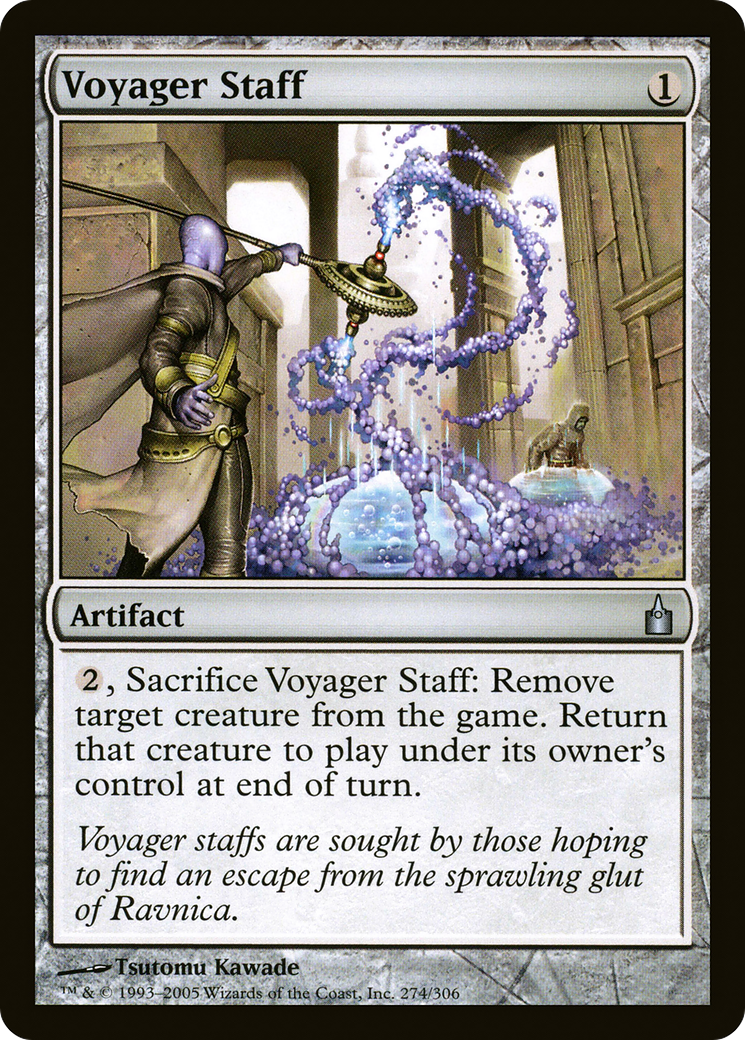 Voyager Staff 1
Artifact
2, Sacrifice Voyager Staff: Remove
target creature from the game. Return
that creature to play under its owner's
control at end of turn.
Voyager staffs are sought by those hoping
to find an escape from the sprawling glut
of Ravnica.
Tsutomu Kawade
™ & © 1993–2005 Wizards of the Coast, Inc. 274/306